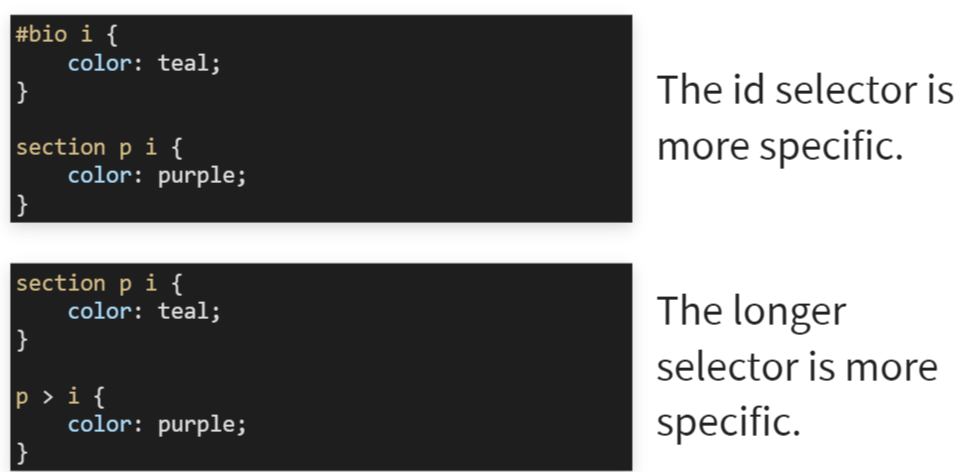 #bio i {
    color: teal;
}
section p i {
    color: purple;
}
The id selector is
more specific.
section p i {
    color: teal;
}
p > i {
    color: purple;
}
The longer
selector is more
specific.